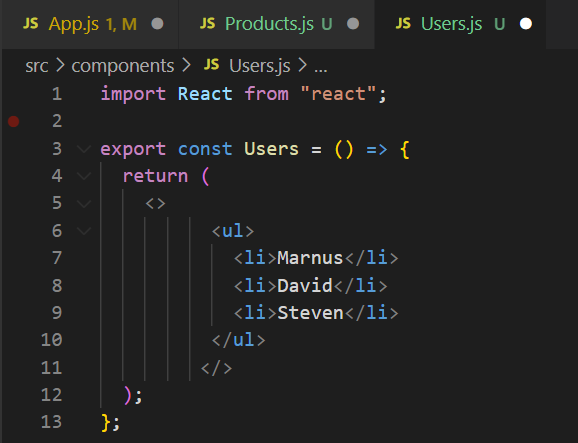 JS App.js 1, M ● JS Products.js U ● JS Users.js U ●
src > components > JS Users.js > ...
1 import React from "react";
2
3 export const Users = () => {
4 return (
5 <>
6 <ul>
7 <li>Marnus</li>
8 <li>David</li>
9 <li>Steven</li>
10 </ul>
11 </>
12 );
13 };